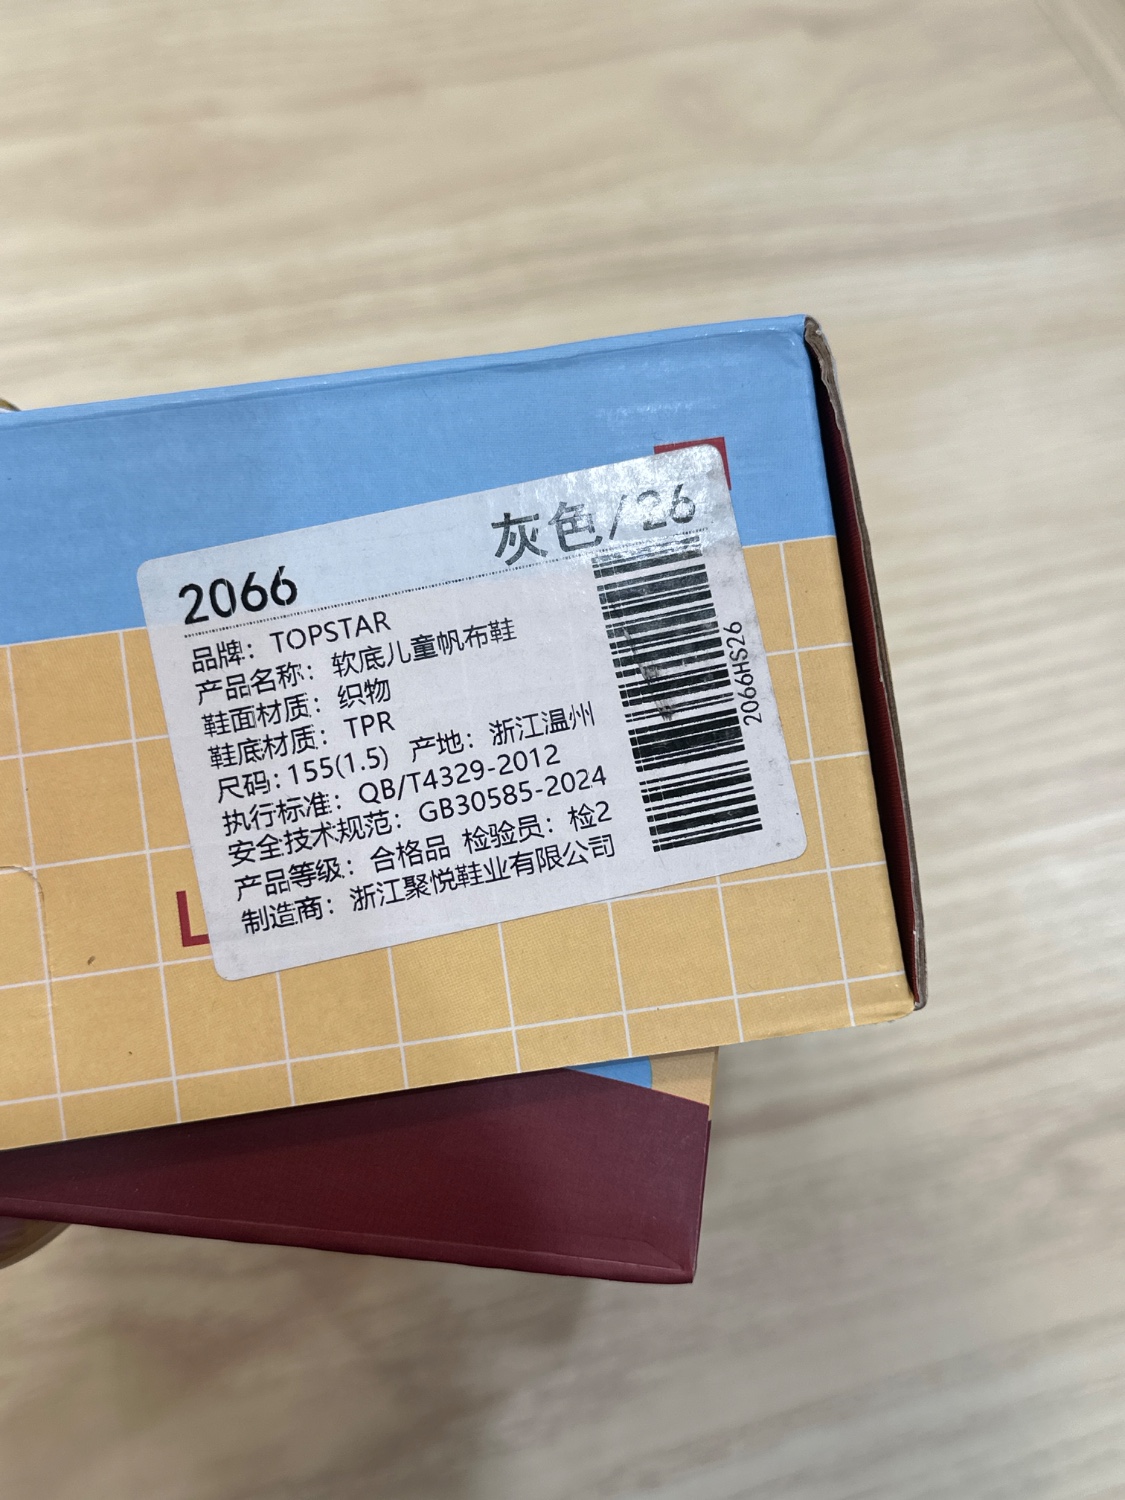 2066 灰色/26
品牌：TOPSTAR
产品名称：软底儿童帆布鞋
鞋面材质：织物
鞋底材质：TPR
尺码：155(1.5) 产地：浙江温州
执行标准：QB/T4329-2012
安全技术规范：GB30585-2024
产品等级：合格品 检验员：检2
制造商：浙江聚悦鞋业有限公司
2066HS26